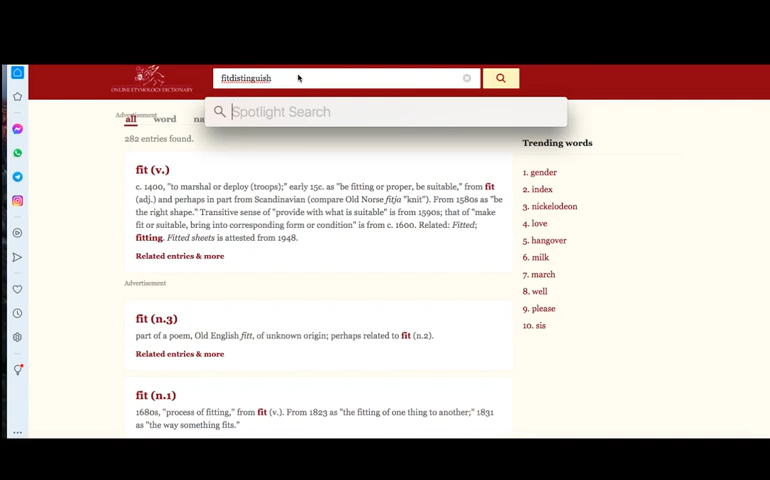 fitdistinguish
ONLINE ETYMOLOGY DICTIONARY
Spotlight Search
Advertisement
all word na
282 entries found.
fit (v.)
c. 1400, "to marshal or deploy (troops);" early 15c. as "be fitting or proper, be suitable," from fit
(adj.) and perhaps in part from Scandinavian (compare Old Norse fitja "knit"). From 1580s as "be
the right shape." Transitive sense of "provide with what is suitable" is from 1590s; that of "make
fit or suitable, bring into corresponding form or condition" is from c. 1600. Related: Fitted;
fitting. Fitted sheets is attested from 1948.
Related entries & more
Advertisement
fit (n.3)
part of a poem, Old English fitt, of unknown origin; perhaps related to fit (n.2).
Related entries & more
fit (n.1)
1680s, "process of fitting," from fit (v.). From 1823 as "the fitting of one thing to another;" 1831
as "the way something fits."
Trending words
1. gender
2. index
3. nickelodeon
4. love
5. hangover
6. milk
7. march
8. well
9. please
10. sis